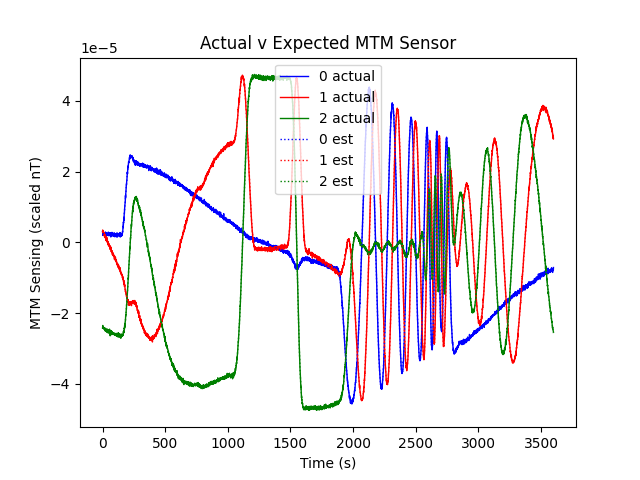 Actual v Expected MTM Sensor
1e−5
0 actual
1 actual
2 actual
0 est
1 est
2 est
4
2
0
−2
−4
MTM Sensing (scaled nT)
0 500 1000 1500 2000 2500 3000 3500
Time (s)